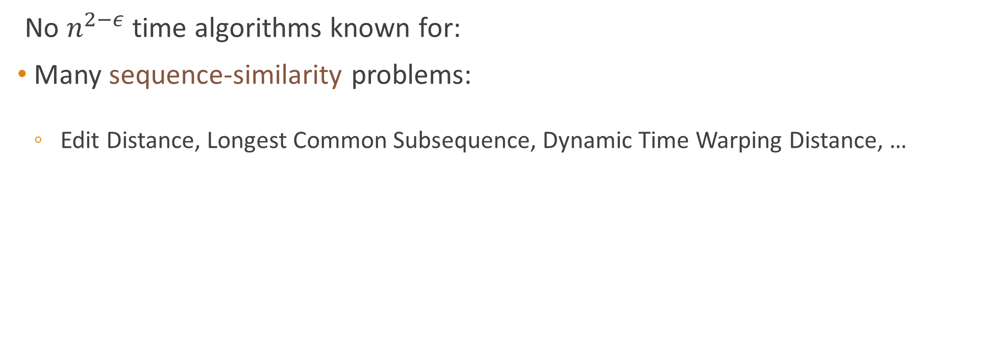 No n^{2−ϵ} time algorithms known for:
• Many sequence-similarity problems:
◦ Edit Distance, Longest Common Subsequence, Dynamic Time Warping Distance, ...